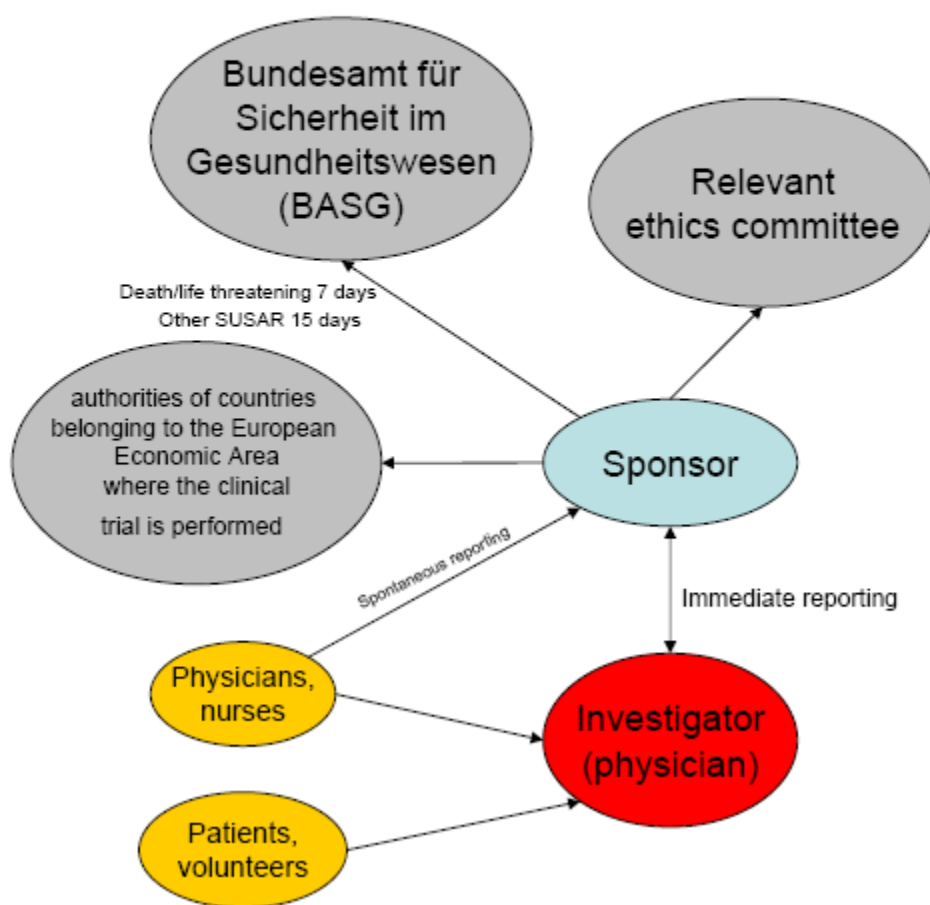 Bundesamt für
Sicherheit im
Gesundheitswesen
(BASG)
Relevant
ethics committee
Death/life threatening 7 days
Other SUSAR 15 days
authorities of countries
belonging to the European
Economic Area
where the clinical
trial is performed
Sponsor
Spontaneous reporting
Immediate reporting
Physicians,
nurses
Investigator
(physician)
Patients,
volunteers